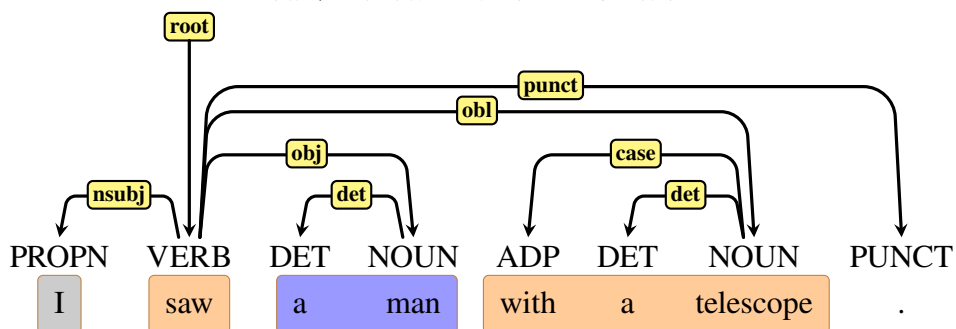 root
punct
obl
obj case
nsubj det det
PROPN VERB DET NOUN ADP DET NOUN PUNCT
I saw a man with a telescope .